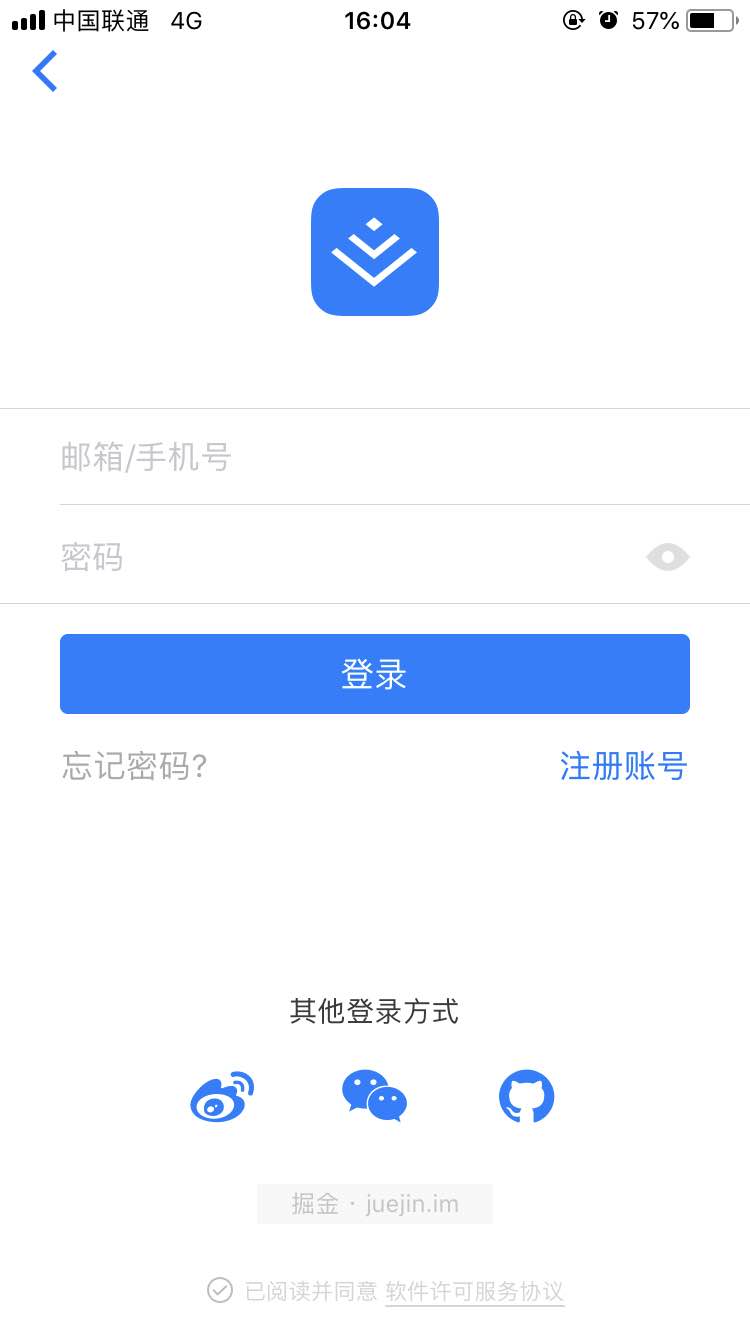 中国联通 4G 16:04 57%
邮箱/手机号
密码
登录
忘记密码? 注册账号
其他登录方式
掘金 · juejin.im
已阅读并同意 软件许可服务协议